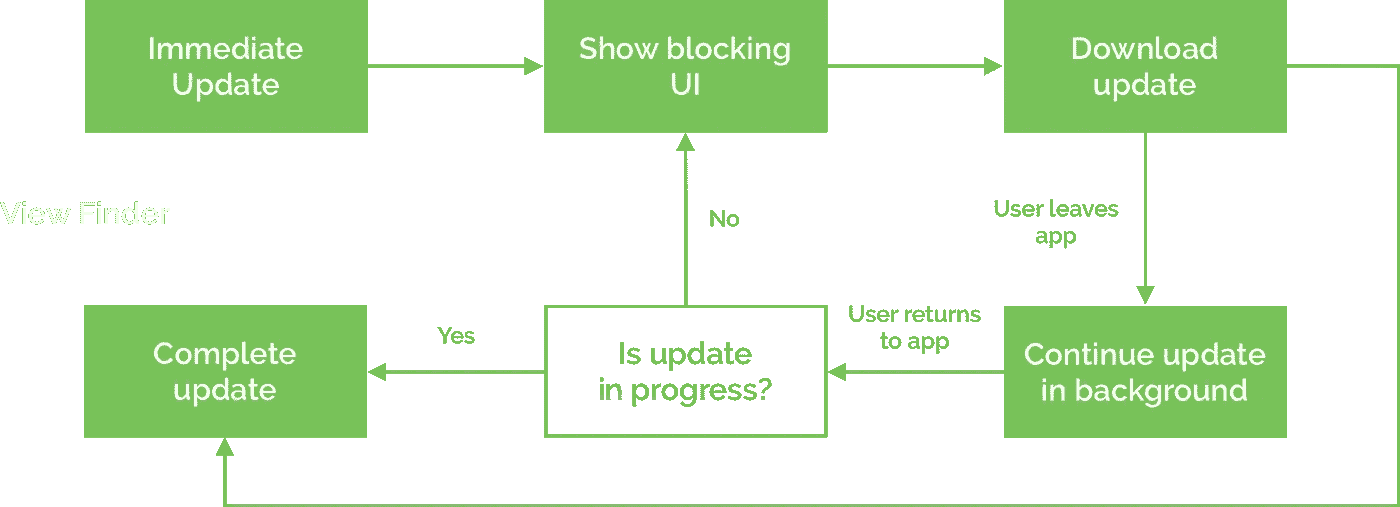 Immediate
Update
Show blocking
UI
Download
update
View Finder
No
User leaves
app
Complete
update
Yes
Is update
in progress?
User returns
to app
Continue update
in background